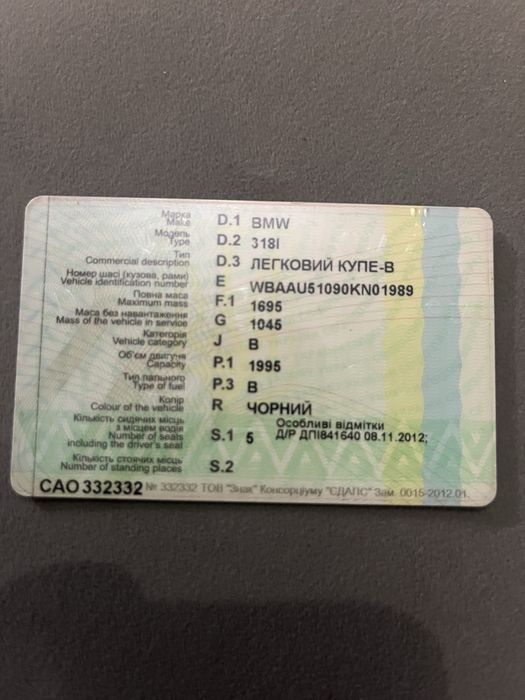 Марка
Make D.1 BMW
Модель
Type D.2 318I
Тип
Commercial description D.3 ЛЕГКОВИЙ КУПЕ-В
Номер шасі (кузова, рами)
Vehicle identification number E WBAAU51090KN01989
Повна маса
Maximum mass F.1 1695
Маса без навантаження
Mass of the vehicle in service G 1045
Категорія
Vehicle category J B
Об'єм двигуна
Capacity P.1 1995
Тип пального
Type of fuel P.3 B
Колір
Colour of the vehicle R ЧОРНИЙ
Кількість сидячих місць
з місцем водія
Number of seats
including the driver's seat S.1 5
Особливі відмітки
Д/Р ДПІ841640 08.11.2012;
Кількість стоячих місць
Number of standing places S.2
САО 332332 № 332332 ТОВ "Знак" Консорціуму "ЄДАПС" Зам. 0015-2012.01.